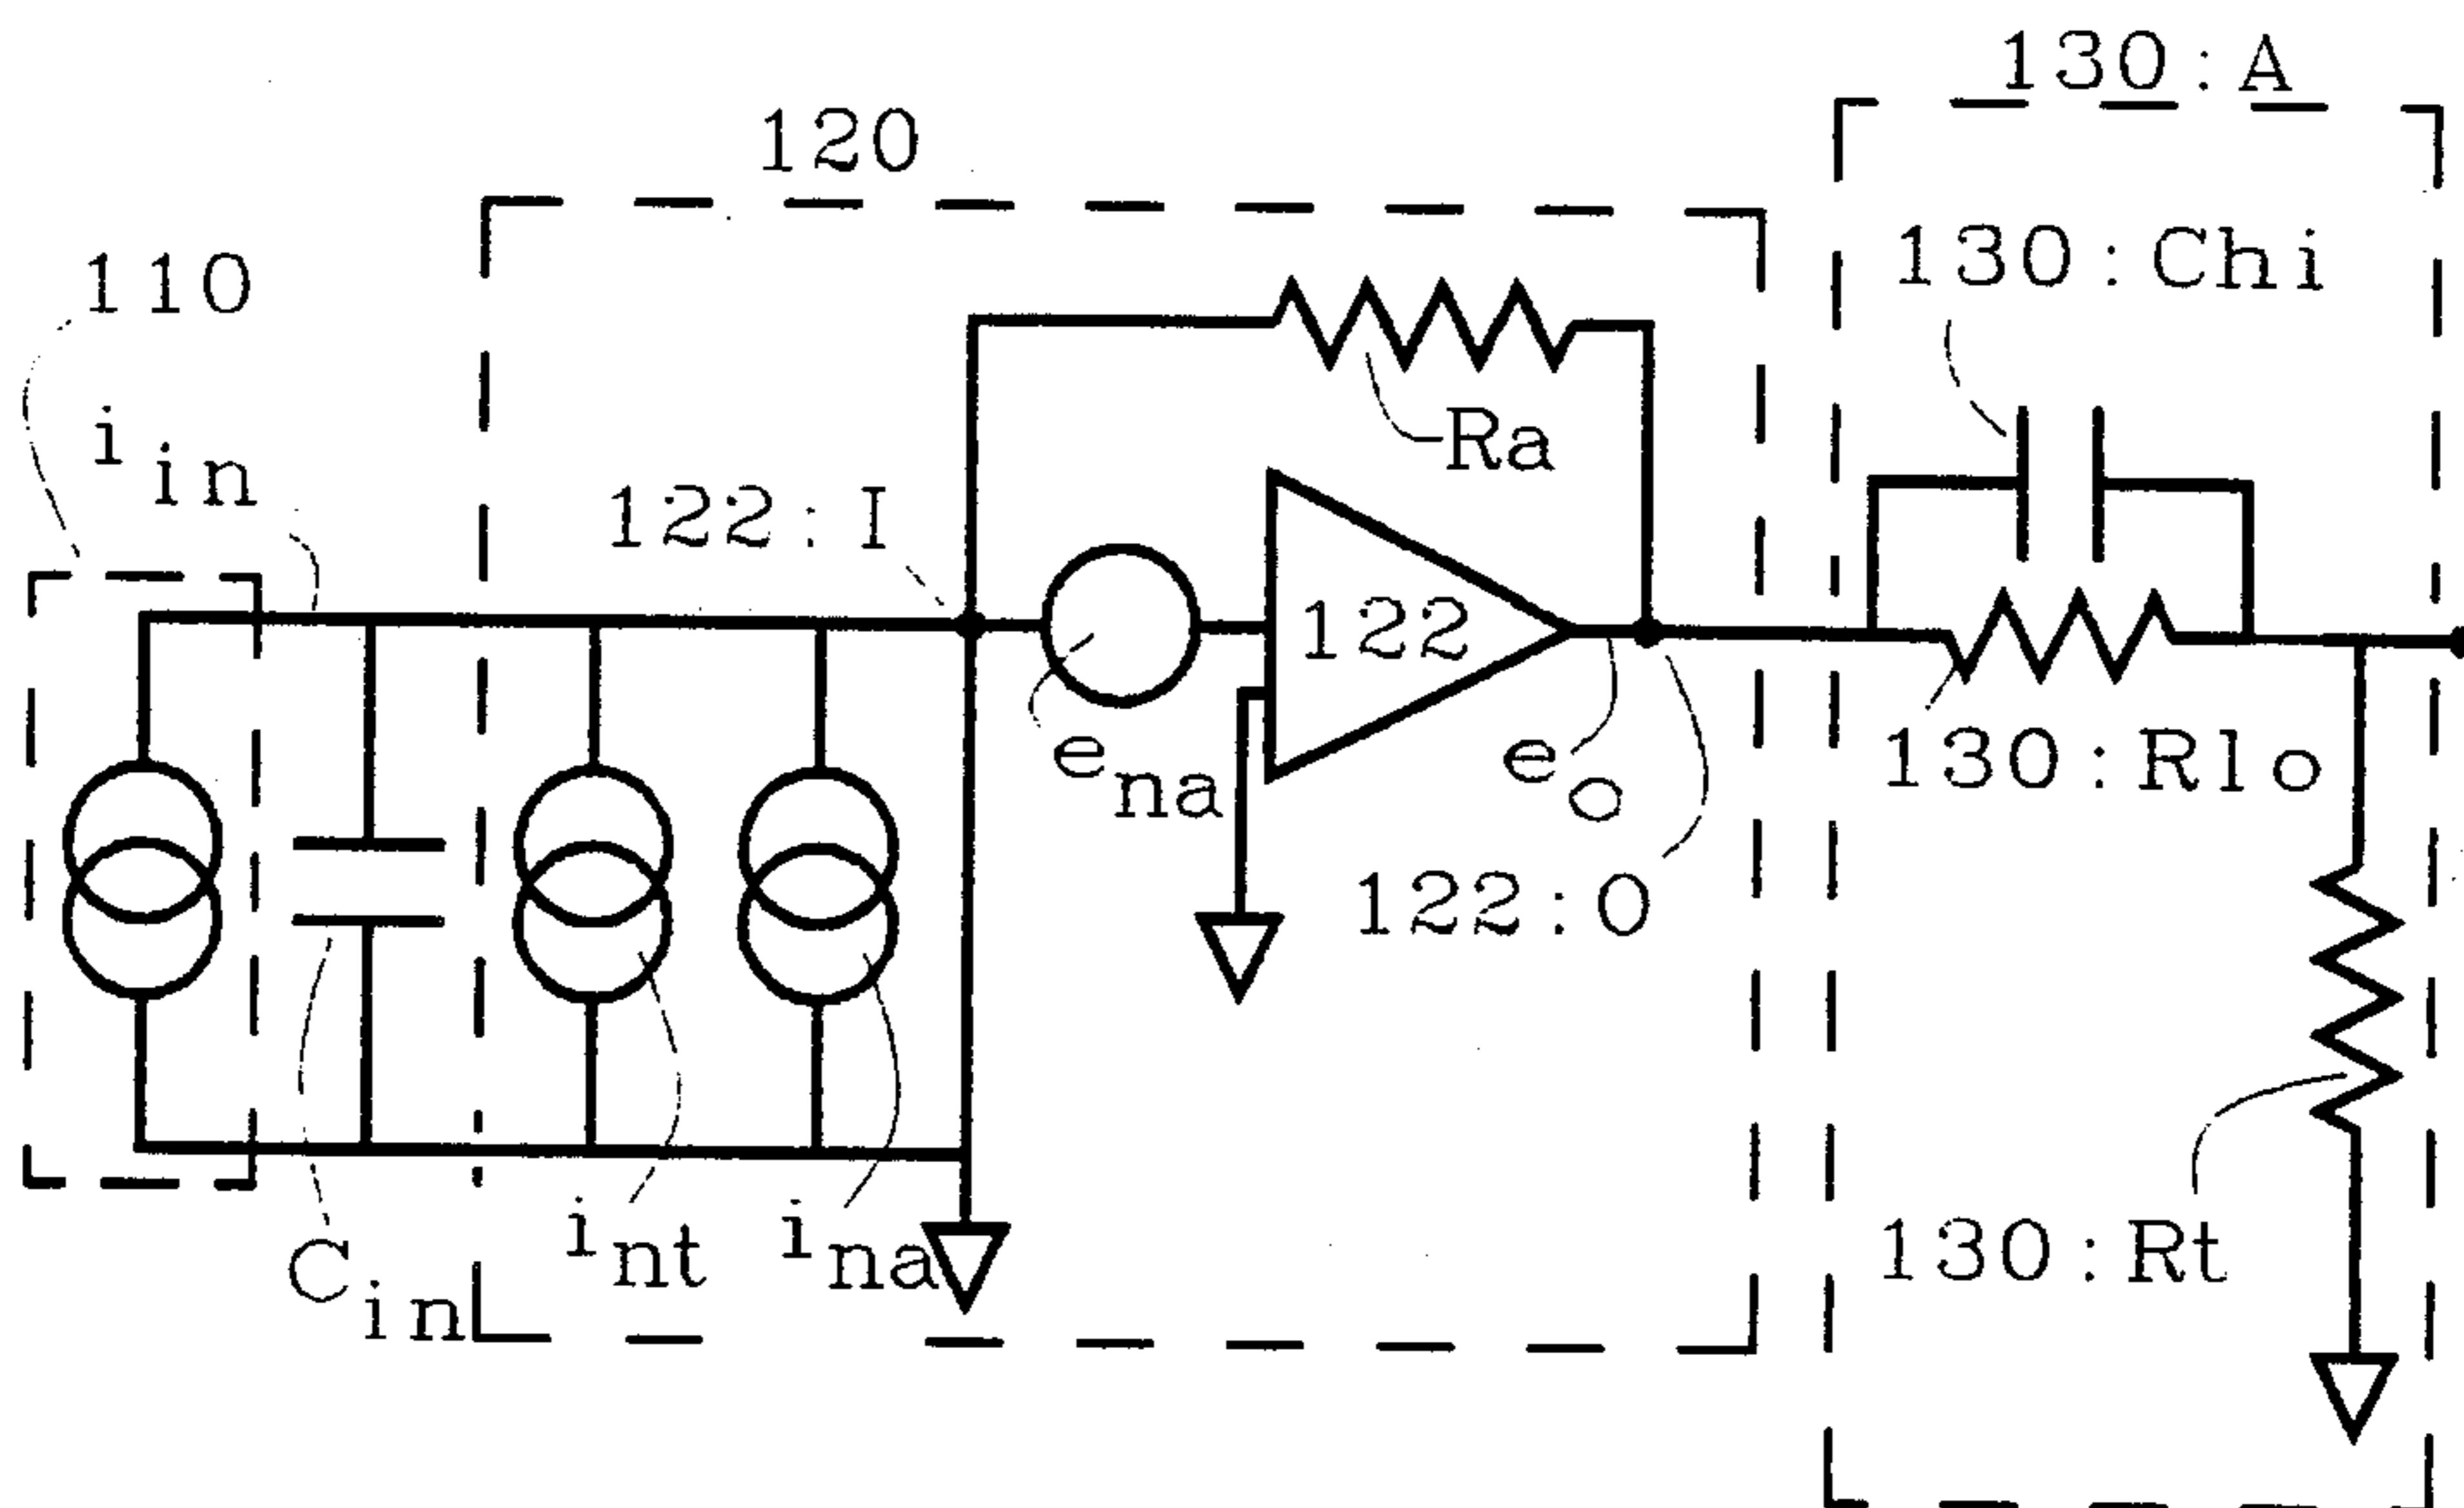 130:A
120
130:Chi
110
i in
Ra
122:I
122
e na
e o
130:Rlo
122:O
130:Rt
i nt
i na
C in